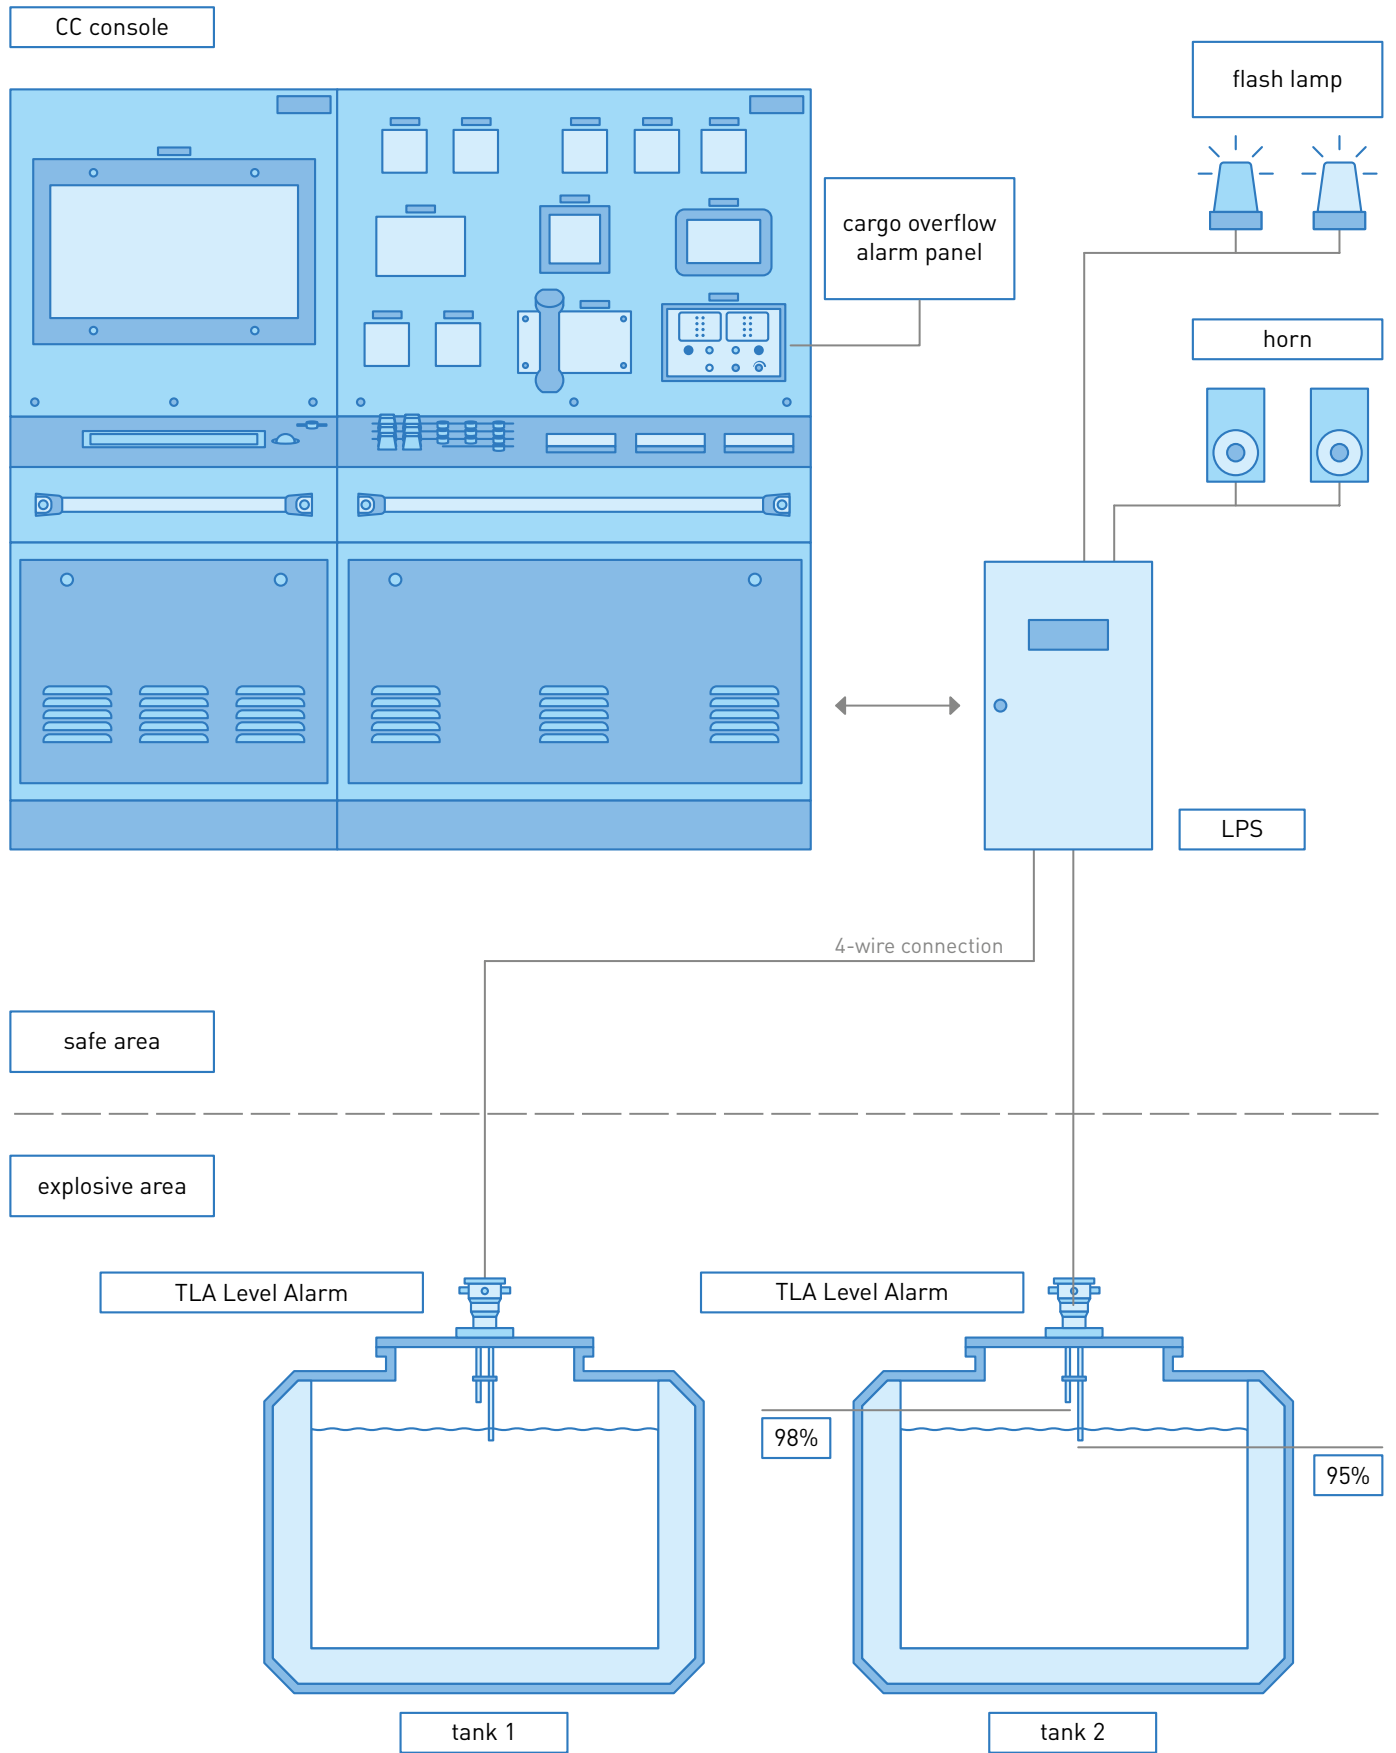 CC console
flash lamp
cargo overflow
alarm panel
horn
LPS
4-wire connection
safe area
explosive area
TLA Level Alarm
TLA Level Alarm
98%
95%
tank 1
tank 2